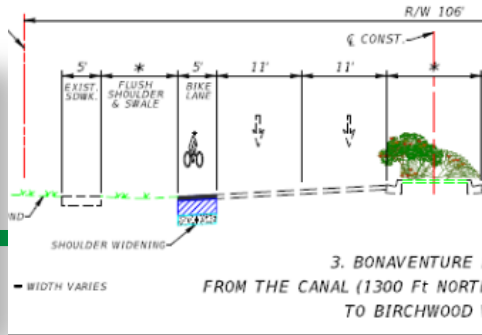 R/W 106'
℄ CONST.
5' * 5' 11' 11' *
EXIST. SDWK.
FLUSH SHOULDER & SWALE
BIKE LANE
ND
SHOULDER WIDENING
- WIDTH VARIES
3. BONAVENTURE
FROM THE CANAL (1300 Ft NORTH
TO BIRCHWOOD